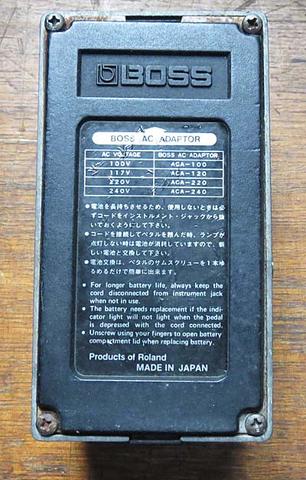 BOSS
BOSS AC ADAPTOR
AC VOLTAGE BOSS AC ADAPTOR
100V ACA-100
117V ACA-120
220V ACA-220
240V ACA-240
●電池を長持ちさせるため、使用しないときは必
ずコードをインストルメント・ジャックから抜
いておくようにして下さい。
●コードを接続してペダルを踏んだ時、ランプが
点灯しない時は電池が消耗していますので、新
しい電池と交換して下さい。
●電池交換は、ペダルのサムスクリューを1本ゆ
るめるだけで簡単に出来ます。
● For longer battery life, always keep the
cord disconnected from instrument jack
when not in use.
● The battery needs replacement if the indi-
cator light will not light when the pedal
is depressed with the cord connected.
● Unscrew using your fingers to open battery
compartment lid when replacing battery.
Products of Roland
MADE IN JAPAN